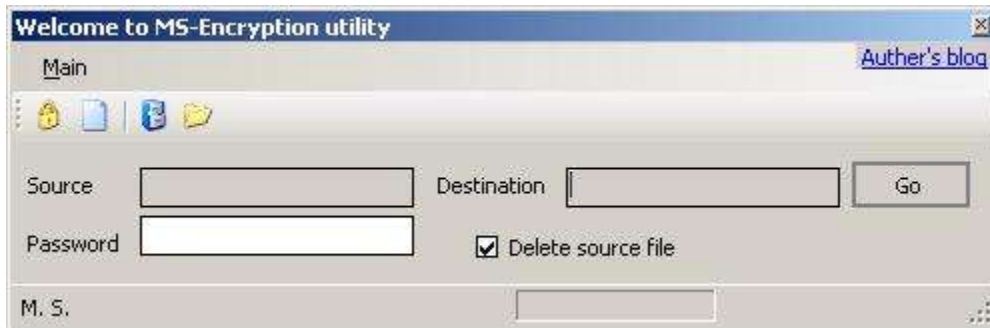 Welcome to MS-Encryption utility
Main
Auther's blog
Source
Destination
Go
Password
Delete source file
M. S.